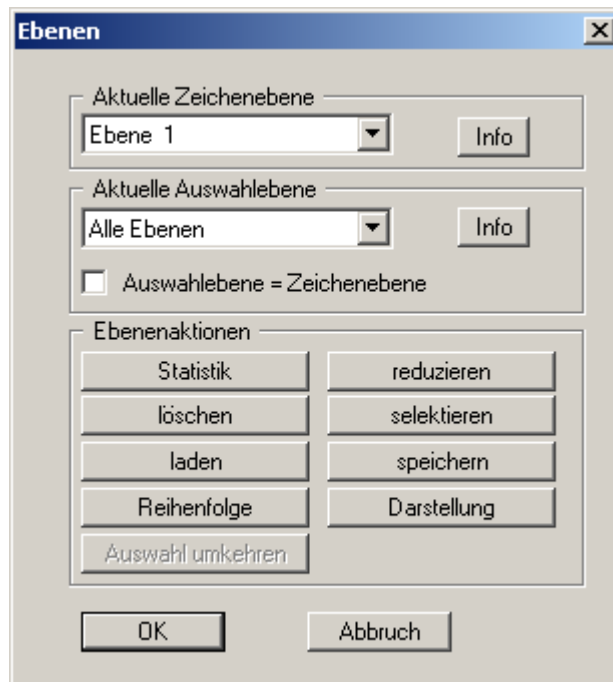 Ebenen
Aktuelle Zeichenebene
Ebene 1
Info
Aktuelle Auswahlebene
Alle Ebenen
Info
Auswahlebene = Zeichenebene
Ebenenaktionen
Statistik reduzieren
löschen selektieren
laden speichern
Reihenfolge Darstellung
Auswahl umkehren
OK Abbruch